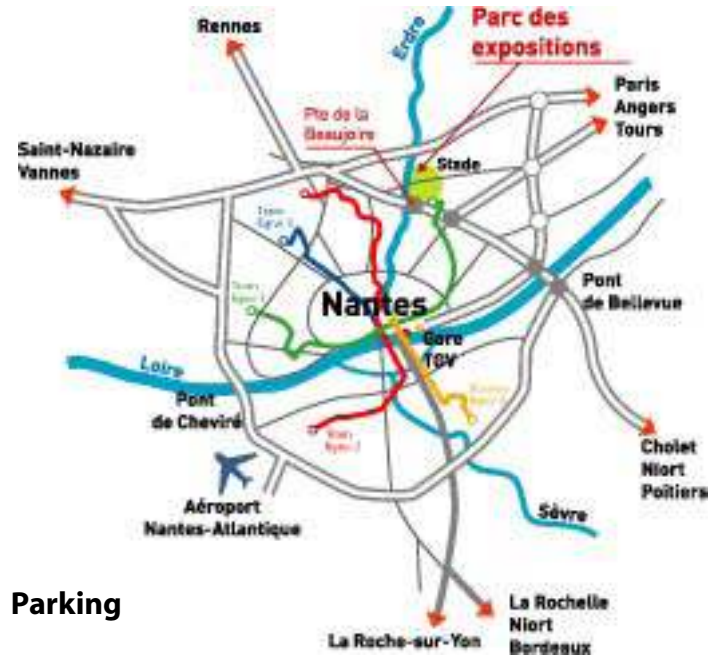 Rennes
Erdre
Parc des
expositions
Paris
Angers
Tours
Pte de la
Beaujoire
Saint-Nazaire
Vannes
Stade
Nantes
Pont
de Bellevue
Gare
TGV
Loire
Pont
de Cheviré
Cholet
Niort
Poitiers
Aéroport
Nantes-Atlantique
Sèvre
Parking
La Rochelle
Niort
Bordeaux
La Roche-sur-Yon